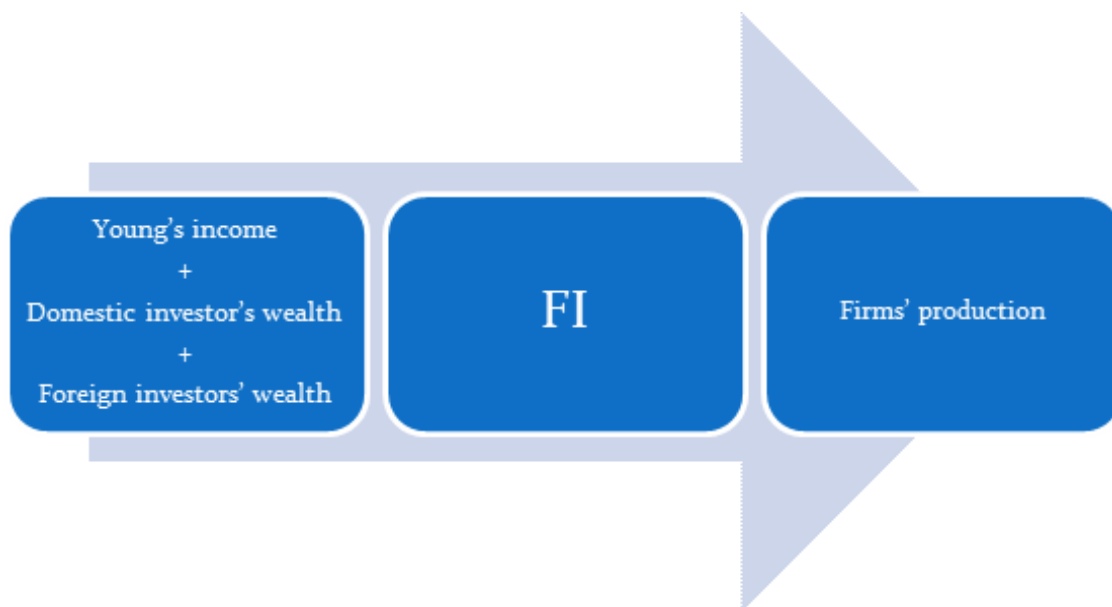 Young’s income
+
Domestic investor’s wealth
+
Foreign investors’ wealth
FI
Firms’ production